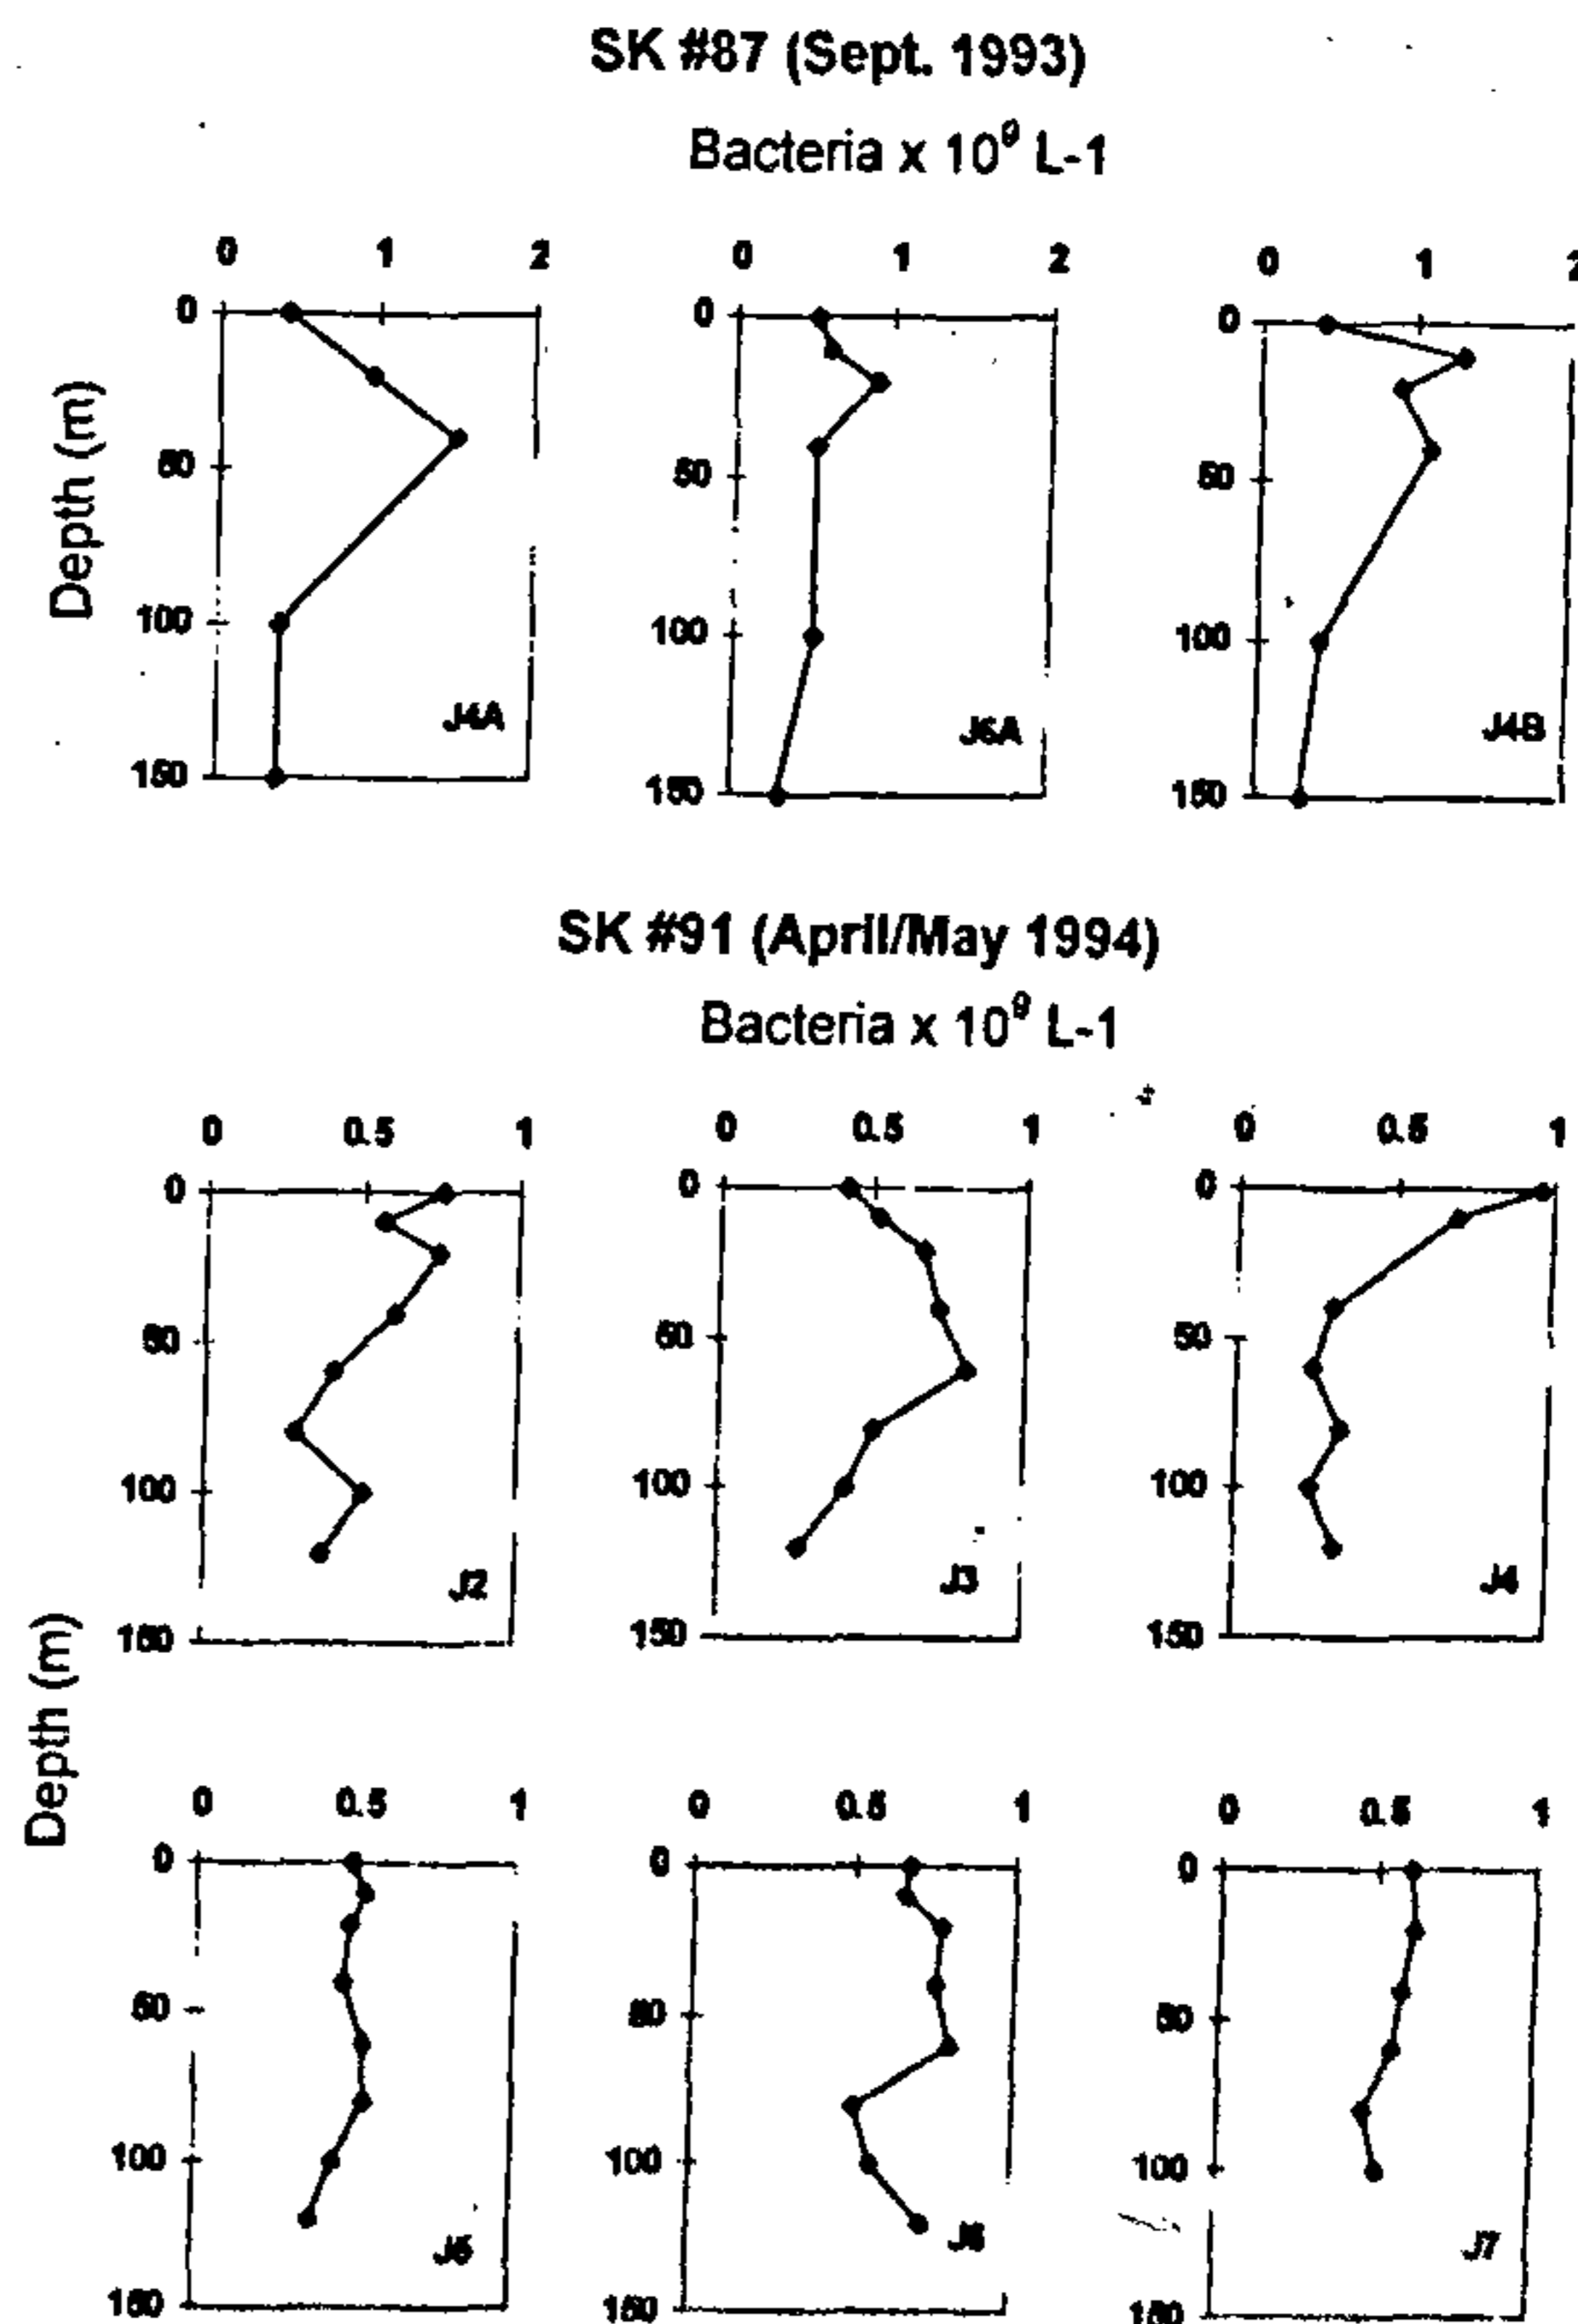 SK #87 (Sept. 1993)
Bacteria x 10⁹ L-1
0 1 2 0 1 2 0 1 2
0 0 0
50 50 50
100 100 100
J4A J5A J4B
150 150 150
Depth (m)
SK #91 (April/May 1994)
Bacteria x 10⁹ L-1
0 0.5 1 0 0.5 1 0 0.5 1
0 0 0
50 50 50
100 100 100
J2 J3 J4
150 150 150
Depth (m)
0 0.5 1 0 0.5 1 0 0.5 1
0 0 0
50 50 50
100 100 100
J5 J6 J7
150 150 150